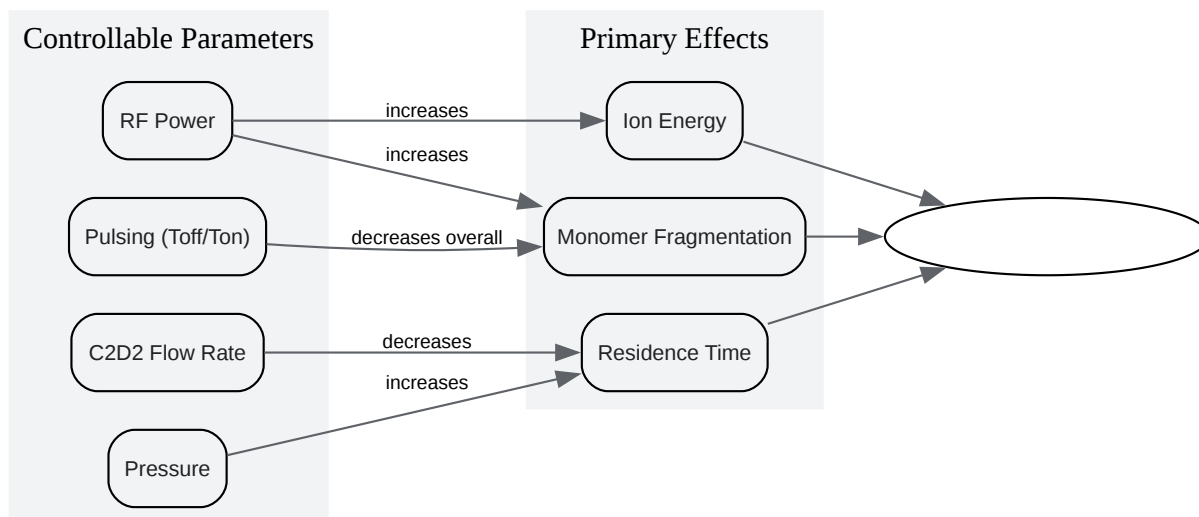 Controllable Parameters
Primary Effects
RF Power
increases
Ion Energy
increases
Pulsing (Toff/Ton)
decreases overall
Monomer Fragmentation
C2D2 Flow Rate
decreases
Residence Time
increases
Pressure